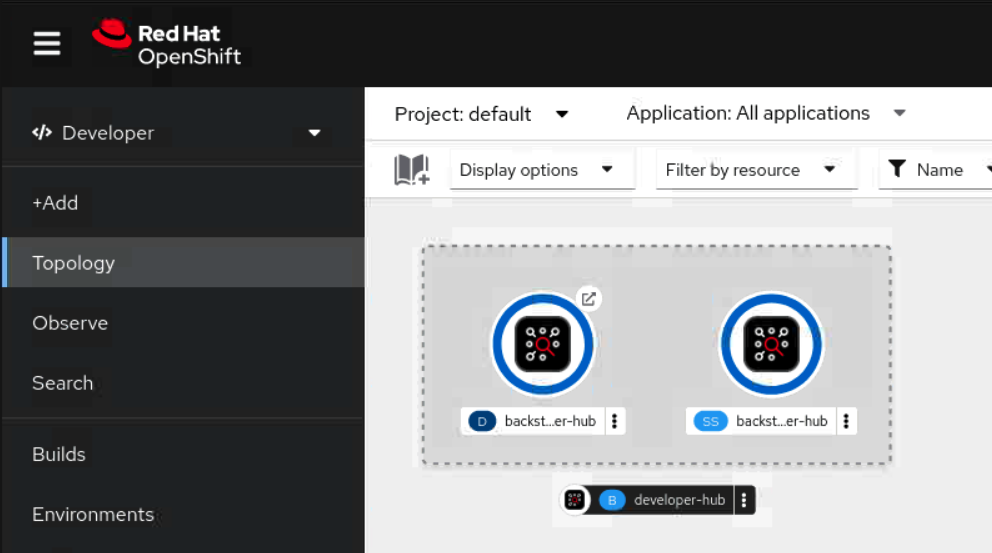 Red Hat
OpenShift
Developer
Project: default
Application: All applications
Display options
Filter by resource
Name
+Add
Topology
Observe
Search
Builds
Environments
D backst...er-hub
SS backst...er-hub
B developer-hub